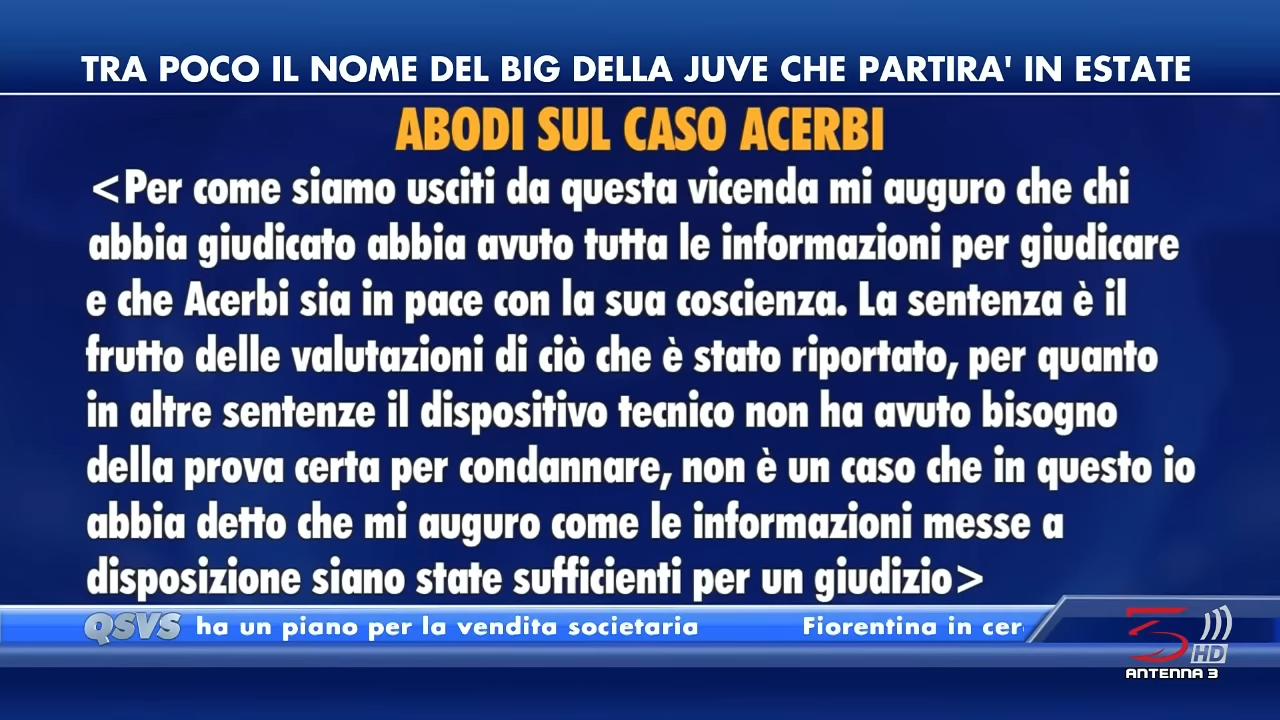 TRA POCO IL NOME DEL BIG DELLA JUVE CHE PARTIRA' IN ESTATE
ABODI SUL CASO ACERBI
<Per come siamo usciti da questa vicenda mi auguro che chi
abbia giudicato abbia avuto tutta le informazioni per giudicare
e che Acerbi sia in pace con la sua coscienza. La sentenza è il
frutto delle valutazioni di ciò che è stato riportato, per quanto
in altre sentenze il dispositivo tecnico non ha avuto bisogno
della prova certa per condannare, non è un caso che in questo io
abbia detto che mi auguro come le informazioni messe a
disposizione siano state sufficienti per un giudizio>
QSVS ha un piano per la vendita societaria Fiorentina in cer
3 HD
ANTENNA 3